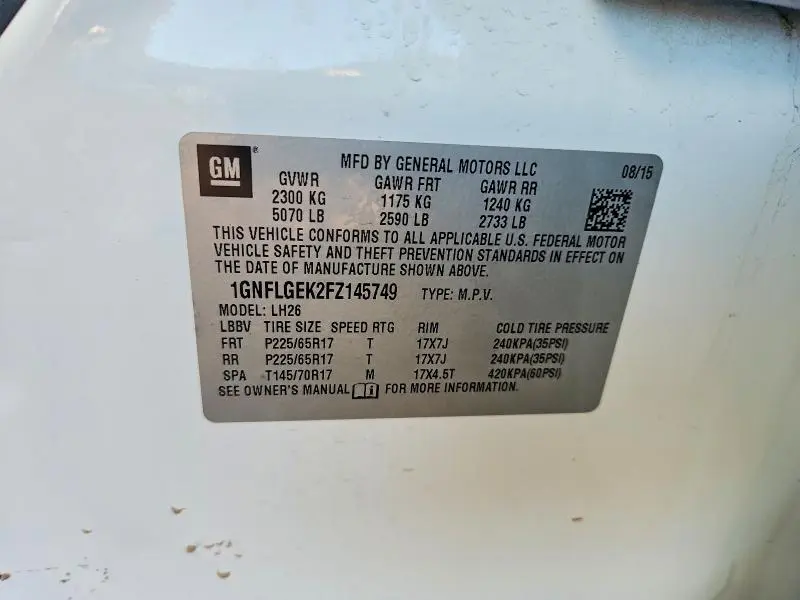 GM® MFD BY GENERAL MOTORS LLC 08/15
GVWR GAWR FRT GAWR RR
2300 KG 1175 KG 1240 KG
5070 LB 2590 LB 2733 LB
THIS VEHICLE CONFORMS TO ALL APPLICABLE U.S. FEDERAL MOTOR
VEHICLE SAFETY AND THEFT PREVENTION STANDARDS IN EFFECT ON
THE DATE OF MANUFACTURE SHOWN ABOVE.
1GNFLGEK2FZ145749 TYPE: M.P.V.
MODEL: LH26
LBBV TIRE SIZE SPEED RTG RIM COLD TIRE PRESSURE
FRT P225/65R17 T 17X7J 240KPA(35PSI)
RR P225/65R17 T 17X7J 240KPA(35PSI)
SPA T145/70R17 M 17X4.5T 420KPA(60PSI)
SEE OWNER'S MANUAL i FOR MORE INFORMATION.